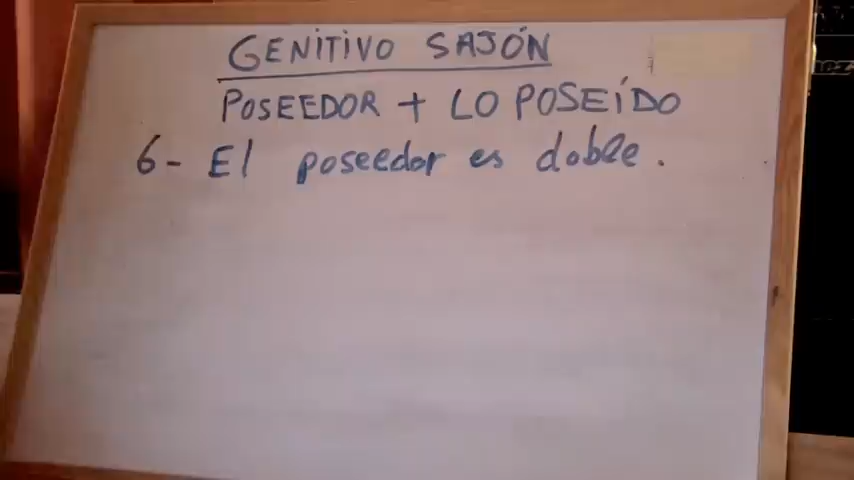 GENITIVO SAJÓN
POSEEDOR + LO POSEÍDO
6- El poseedor es doble.